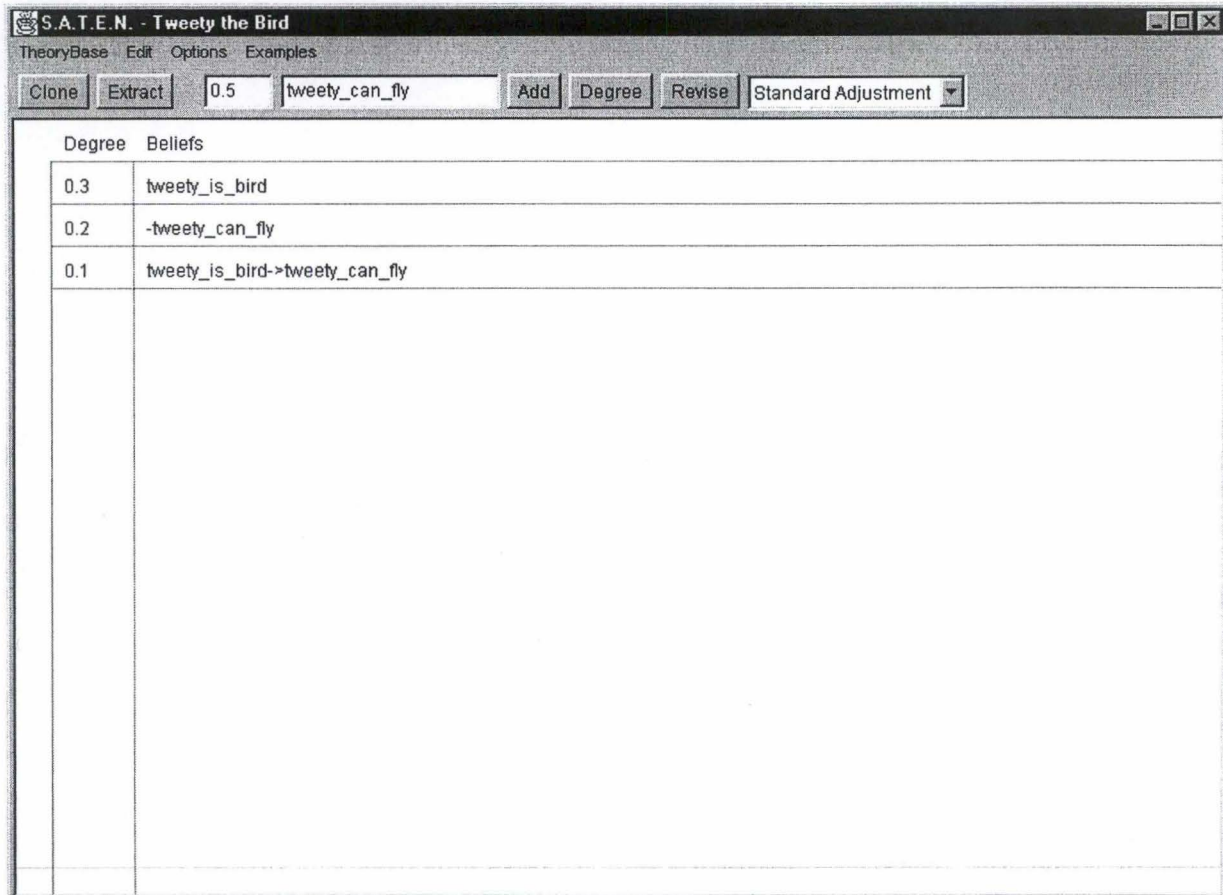 S.A.T.E.N. - Tweety the Bird
TheoryBase Edit Options Examples
Clone Extract 0.5 tweety_can_fly Add Degree Revise Standard Adjustment
Degree Beliefs
0.3 tweety_is_bird
0.2 -tweety_can_fly
0.1 tweety_is_bird->tweety_can_fly